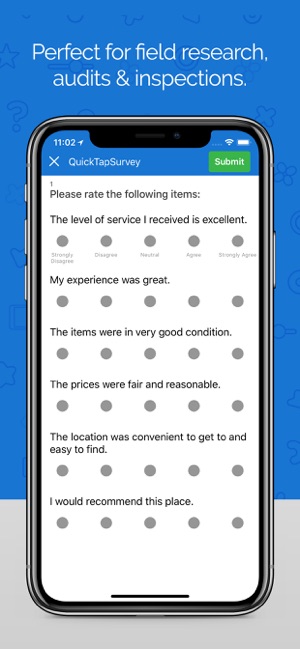 Perfect for field research,
audits & inspections.
11:02
QuickTapSurvey
Submit
1
Please rate the following items:
The level of service I received is excellent.
Strongly Disagree
Disagree
Neutral
Agree
Strongly Agree
My experience was great.
The items were in very good condition.
The prices were fair and reasonable.
The location was convenient to get to and
easy to find.
I would recommend this place.